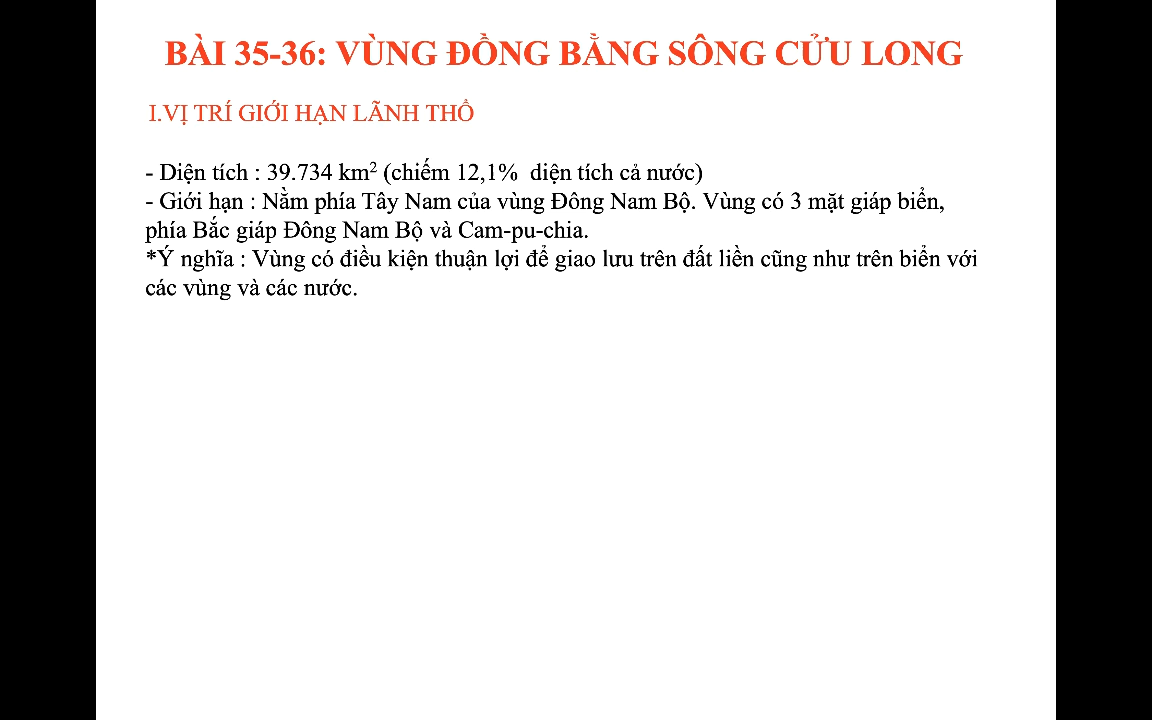 BÀI 35-36: VÙNG ĐỒNG BẰNG SÔNG CỬU LONG
I.VỊ TRÍ GIỚI HẠN LÃNH THỔ
- Diện tích : 39.734 km² (chiếm 12,1% diện tích cả nước)
- Giới hạn : Nằm phía Tây Nam của vùng Đông Nam Bộ. Vùng có 3 mặt giáp biển,
phía Bắc giáp Đông Nam Bộ và Cam-pu-chia.
*Ý nghĩa : Vùng có điều kiện thuận lợi để giao lưu trên đất liền cũng như trên biển với
các vùng và các nước.